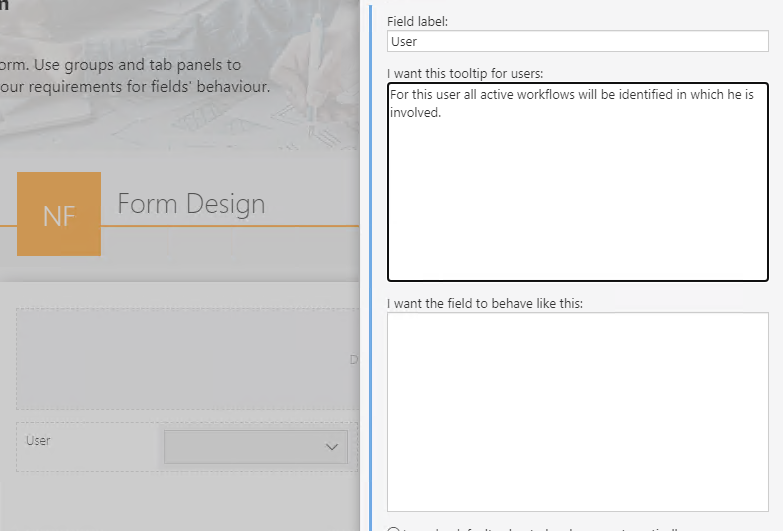 n
orm. Use groups and tab panels to
our requirements for fields' behaviour.
NF
Form Design
D
User
Field label:
User
I want this tooltip for users:
For this user all active workflows will be identified in which he is
involved.
I want the field to behave like this: